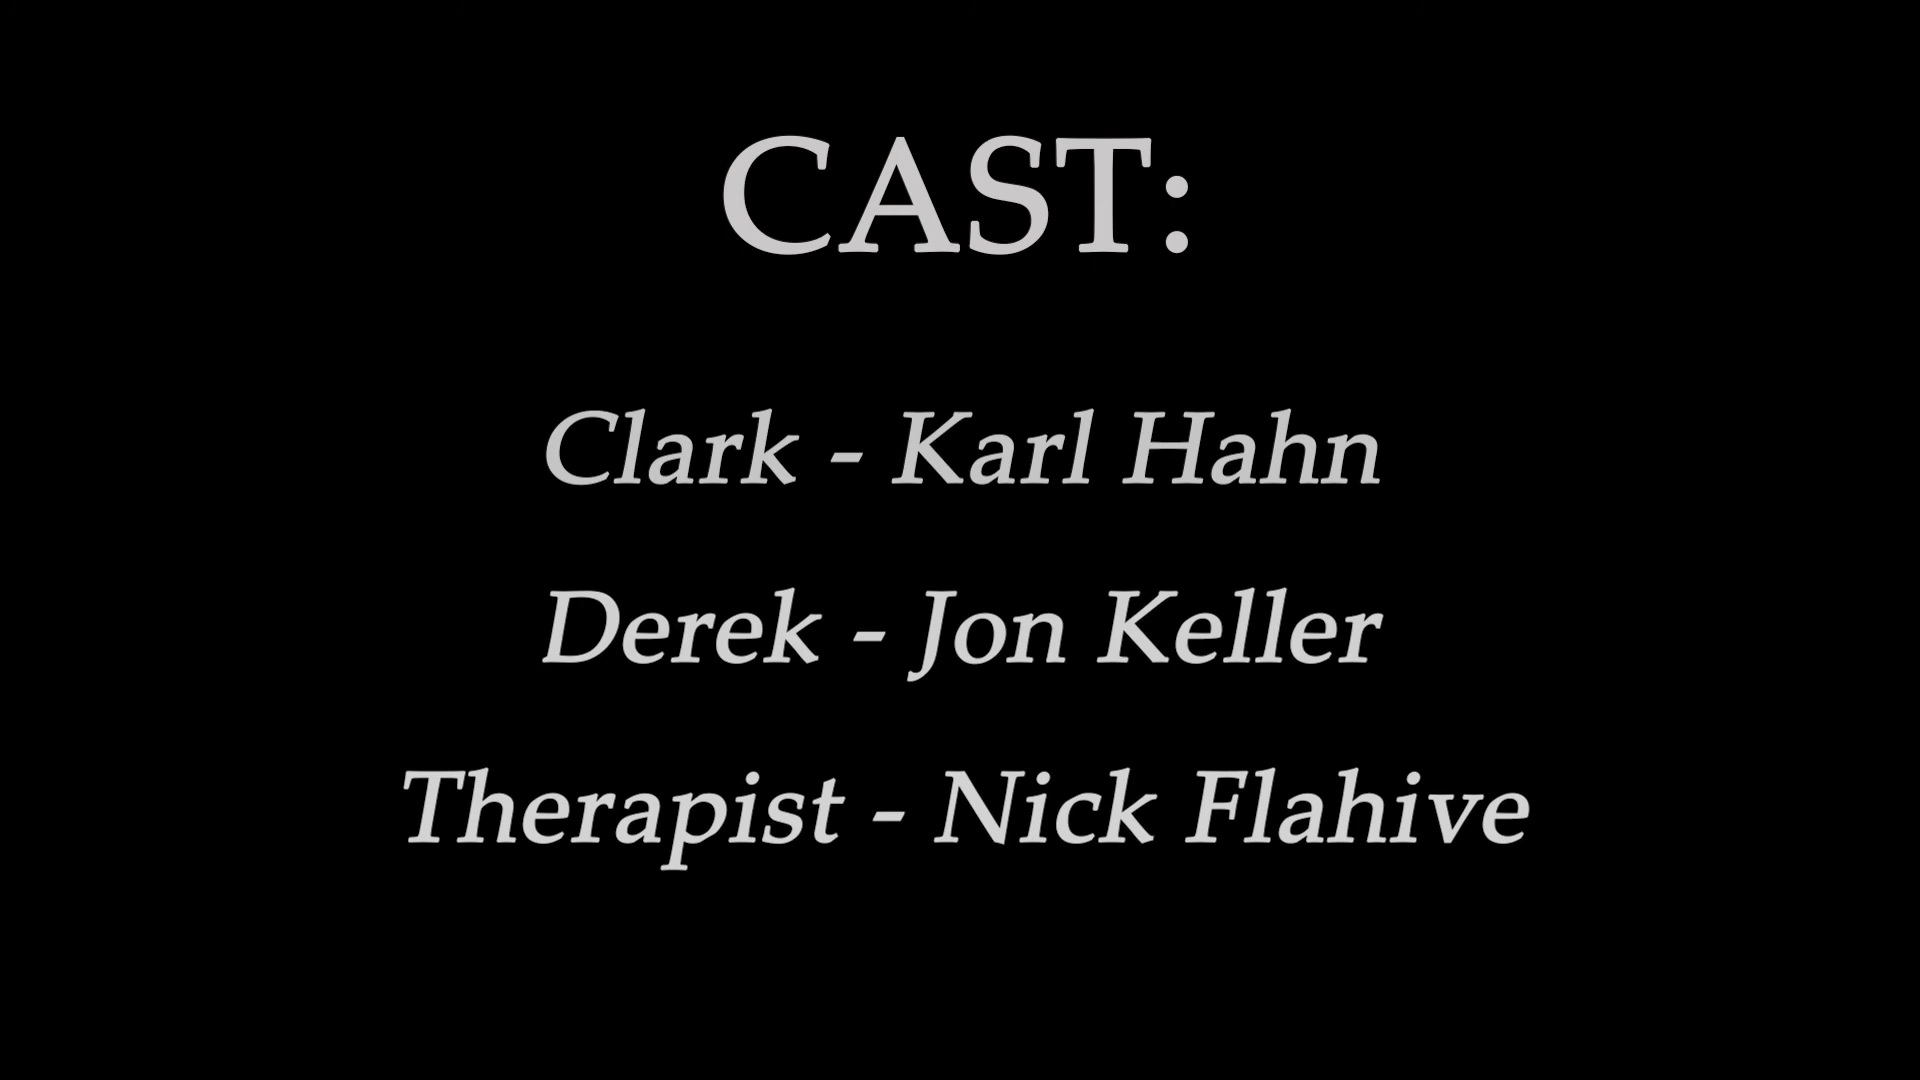 CAST:
Clark - Karl Hahn
Derek - Jon Keller
Therapist - Nick Flahive